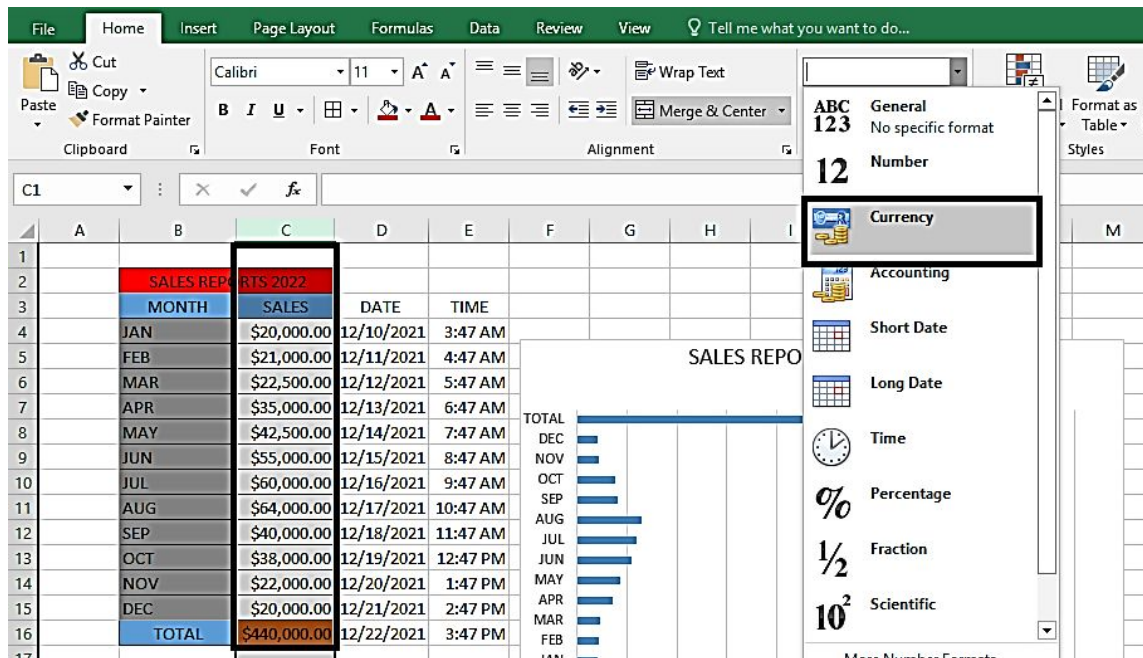 File Home Insert Page Layout Formulas Data Review View Tell me what you want to do...
Cut
Copy
Format Painter
Paste
Clipboard
Calibri 11 A A
B I U A
Font
Wrap Text
Merge & Center
Alignment
Format as
Table
Styles
C1 fx
A B C D E F G H I M
1
2 SALES REPORTS 2022
3 MONTH SALES DATE TIME
4 JAN $20,000.00 12/10/2021 3:47 AM
5 FEB $21,000.00 12/11/2021 4:47 AM
6 MAR $22,500.00 12/12/2021 5:47 AM
7 APR $35,000.00 12/13/2021 6:47 AM
8 MAY $42,500.00 12/14/2021 7:47 AM
9 JUN $55,000.00 12/15/2021 8:47 AM
10 JUL $60,000.00 12/16/2021 9:47 AM
11 AUG $64,000.00 12/17/2021 10:47 AM
12 SEP $40,000.00 12/18/2021 11:47 AM
13 OCT $38,000.00 12/19/2021 12:47 PM
14 NOV $22,000.00 12/20/2021 1:47 PM
15 DEC $20,000.00 12/21/2021 2:47 PM
16 TOTAL $440,000.00 12/22/2021 3:47 PM
SALES REPO
TOTAL
DEC
NOV
OCT
SEP
AUG
JUL
JUN
MAY
APR
MAR
FEB
JAN
ABC
123
General
No specific format
12 Number
Currency
Accounting
Short Date
Long Date
Time
% Percentage
1/2 Fraction
10² Scientific
More Number Formats